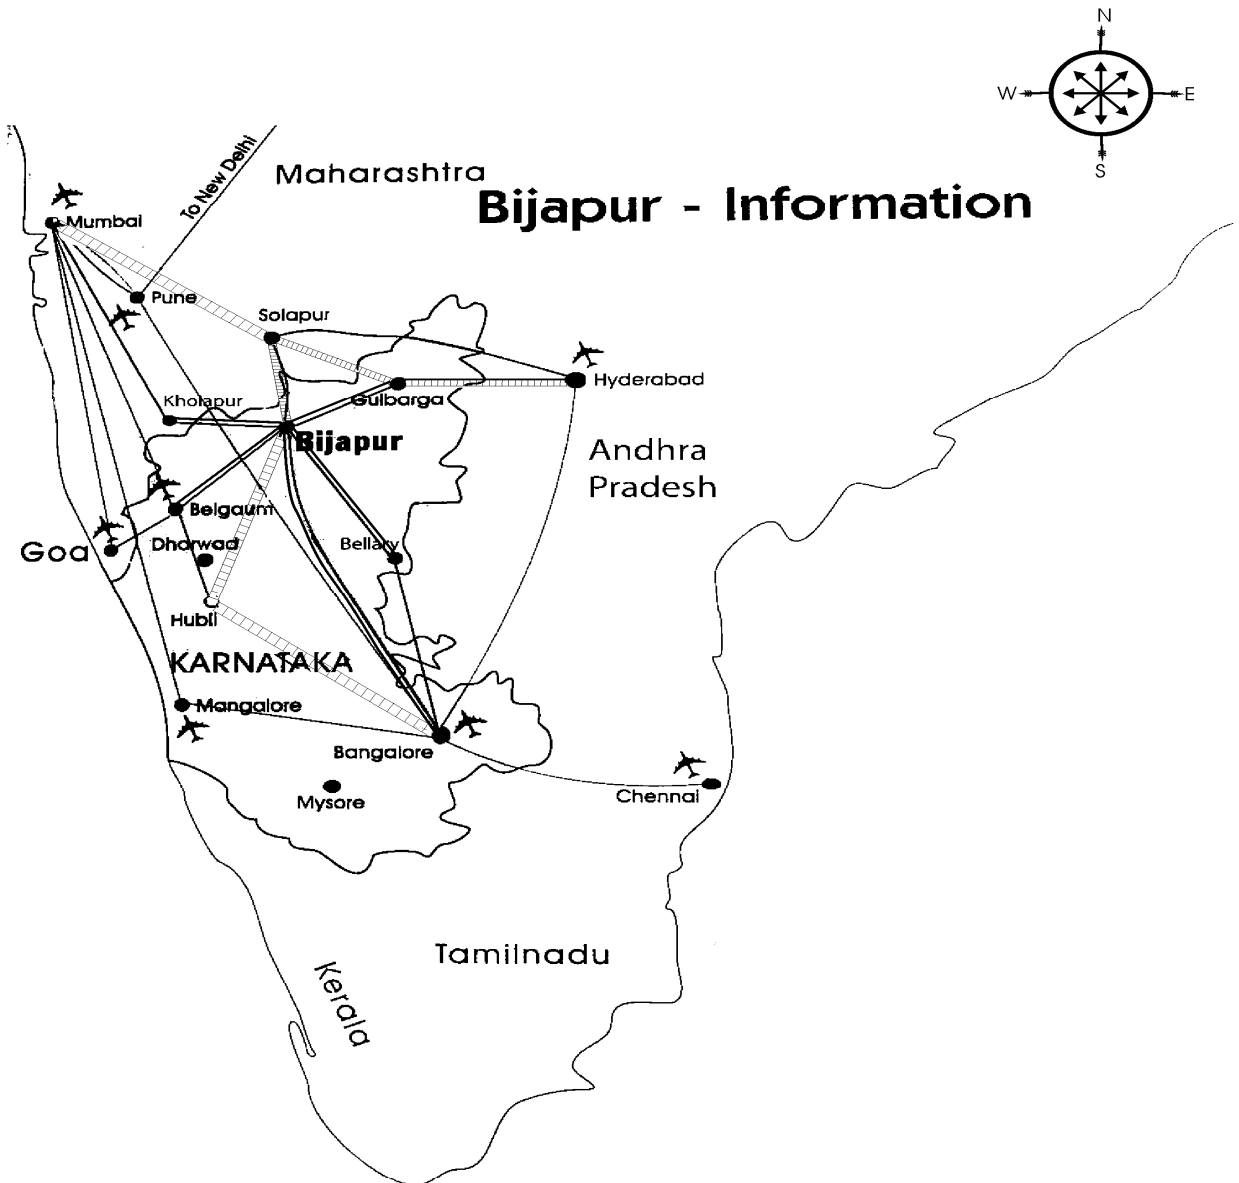 N
W E
S
To New Delhi
Maharashtra
Bijapur - Information
Mumbai
Pune
Solapur
Hyderabad
Kholapur
Gulbarga
Bijapur
Andhra
Pradesh
Belgaum
Goa
Dharwad
Bellary
Hubli
KARNATAKA
Mangalore
Bangalore
Chennai
Mysore
Tamilnadu
Kerala